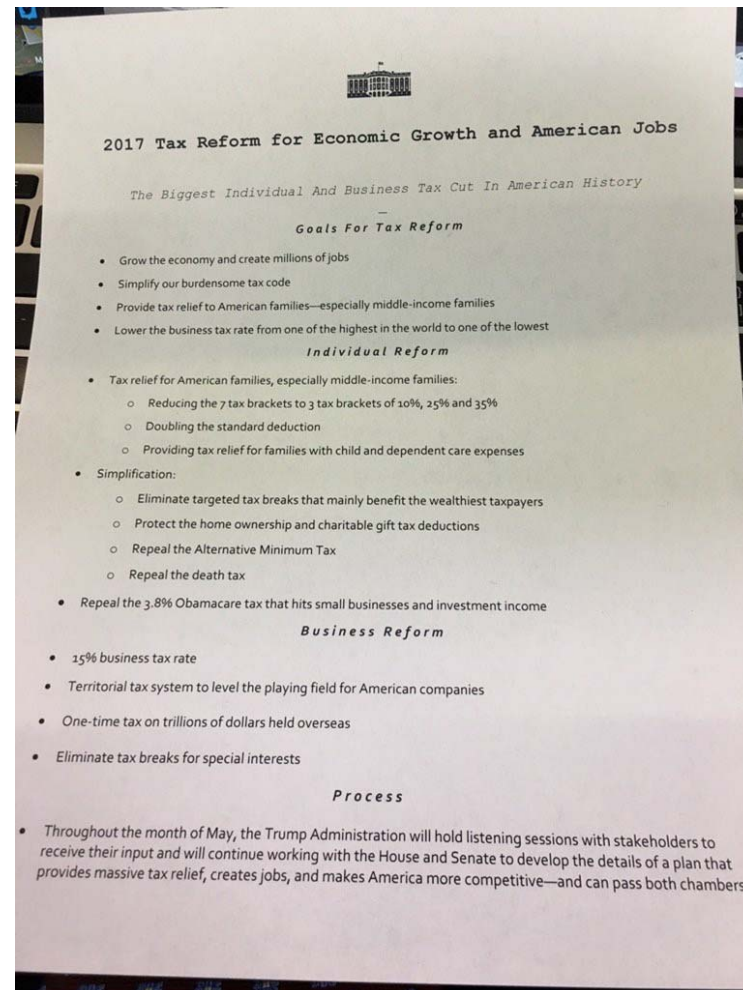 2017 Tax Reform for Economic Growth and American Jobs
The Biggest Individual And Business Tax Cut In American History
—
Goals For Tax Reform
• Grow the economy and create millions of jobs
• Simplify our burdensome tax code
• Provide tax relief to American families—especially middle-income families
• Lower the business tax rate from one of the highest in the world to one of the lowest
Individual Reform
• Tax relief for American families, especially middle-income families:
o Reducing the 7 tax brackets to 3 tax brackets of 10%, 25% and 35%
o Doubling the standard deduction
o Providing tax relief for families with child and dependent care expenses
• Simplification:
o Eliminate targeted tax breaks that mainly benefit the wealthiest taxpayers
o Protect the home ownership and charitable gift tax deductions
o Repeal the Alternative Minimum Tax
o Repeal the death tax
• Repeal the 3.8% Obamacare tax that hits small businesses and investment income
Business Reform
• 15% business tax rate
• Territorial tax system to level the playing field for American companies
• One-time tax on trillions of dollars held overseas
• Eliminate tax breaks for special interests
Process
• Throughout the month of May, the Trump Administration will hold listening sessions with stakeholders to
receive their input and will continue working with the House and Senate to develop the details of a plan that
provides massive tax relief, creates jobs, and makes America more competitive—and can pass both chambers